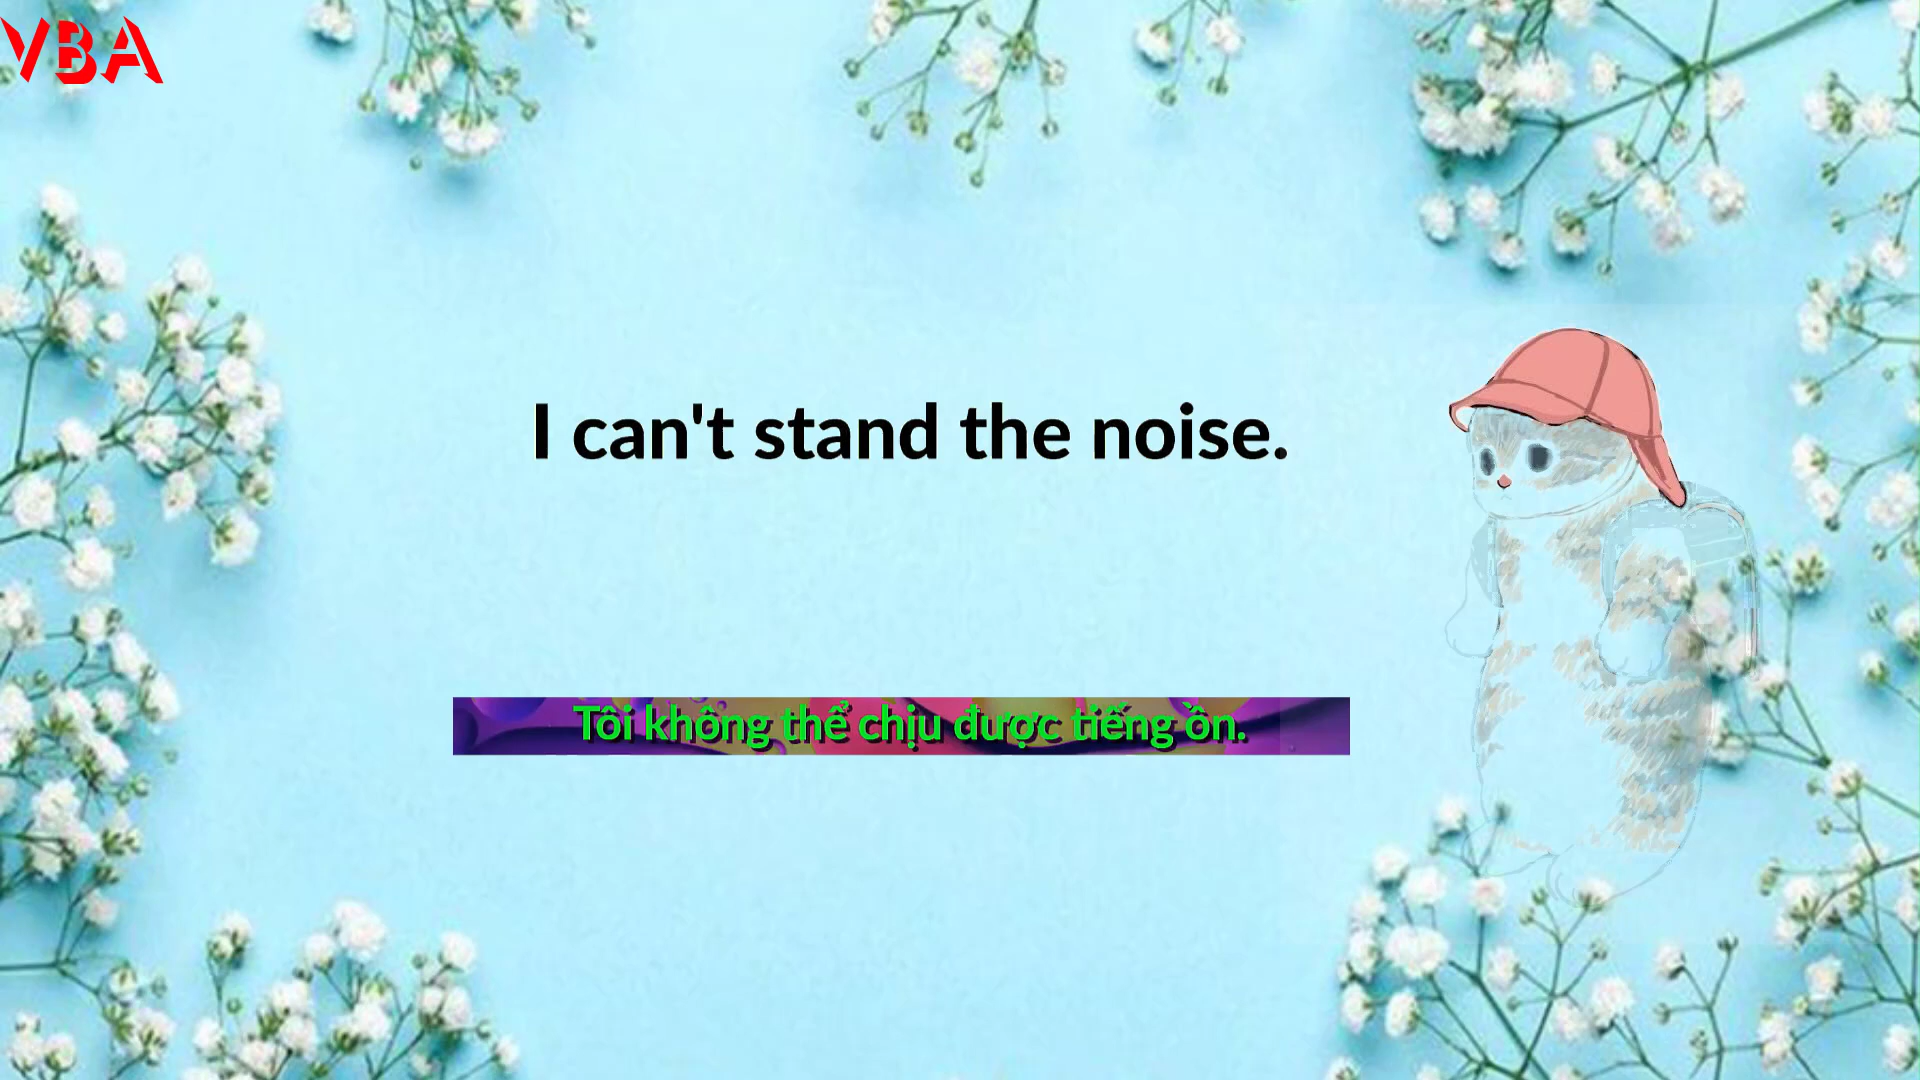 VBA
I can't stand the noise.
Tôi không thể chịu được tiếng ồn.